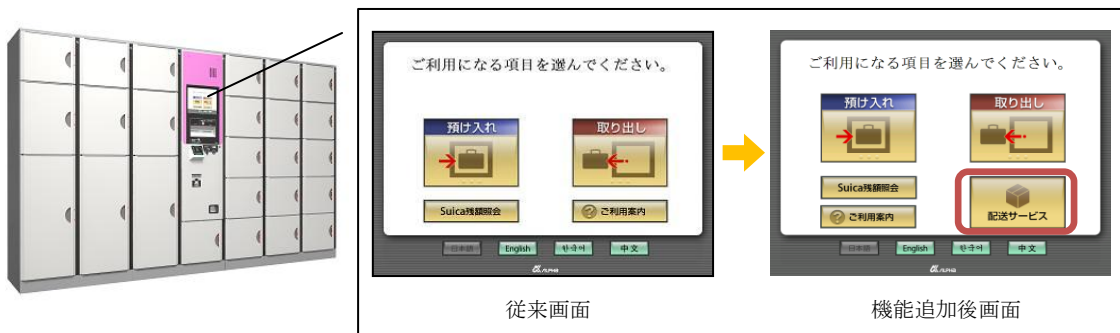 ご利用になる項目を選んでください。
預け入れ
取り出し
Suica残額照会
ご利用案内
日本語
English
한국어
中文
ALPHA
従来画面
ご利用になる項目を選んでください。
預け入れ
取り出し
Suica残額照会
配送サービス
ご利用案内
日本語
English
한국어
中文
ALPHA
機能追加後画面